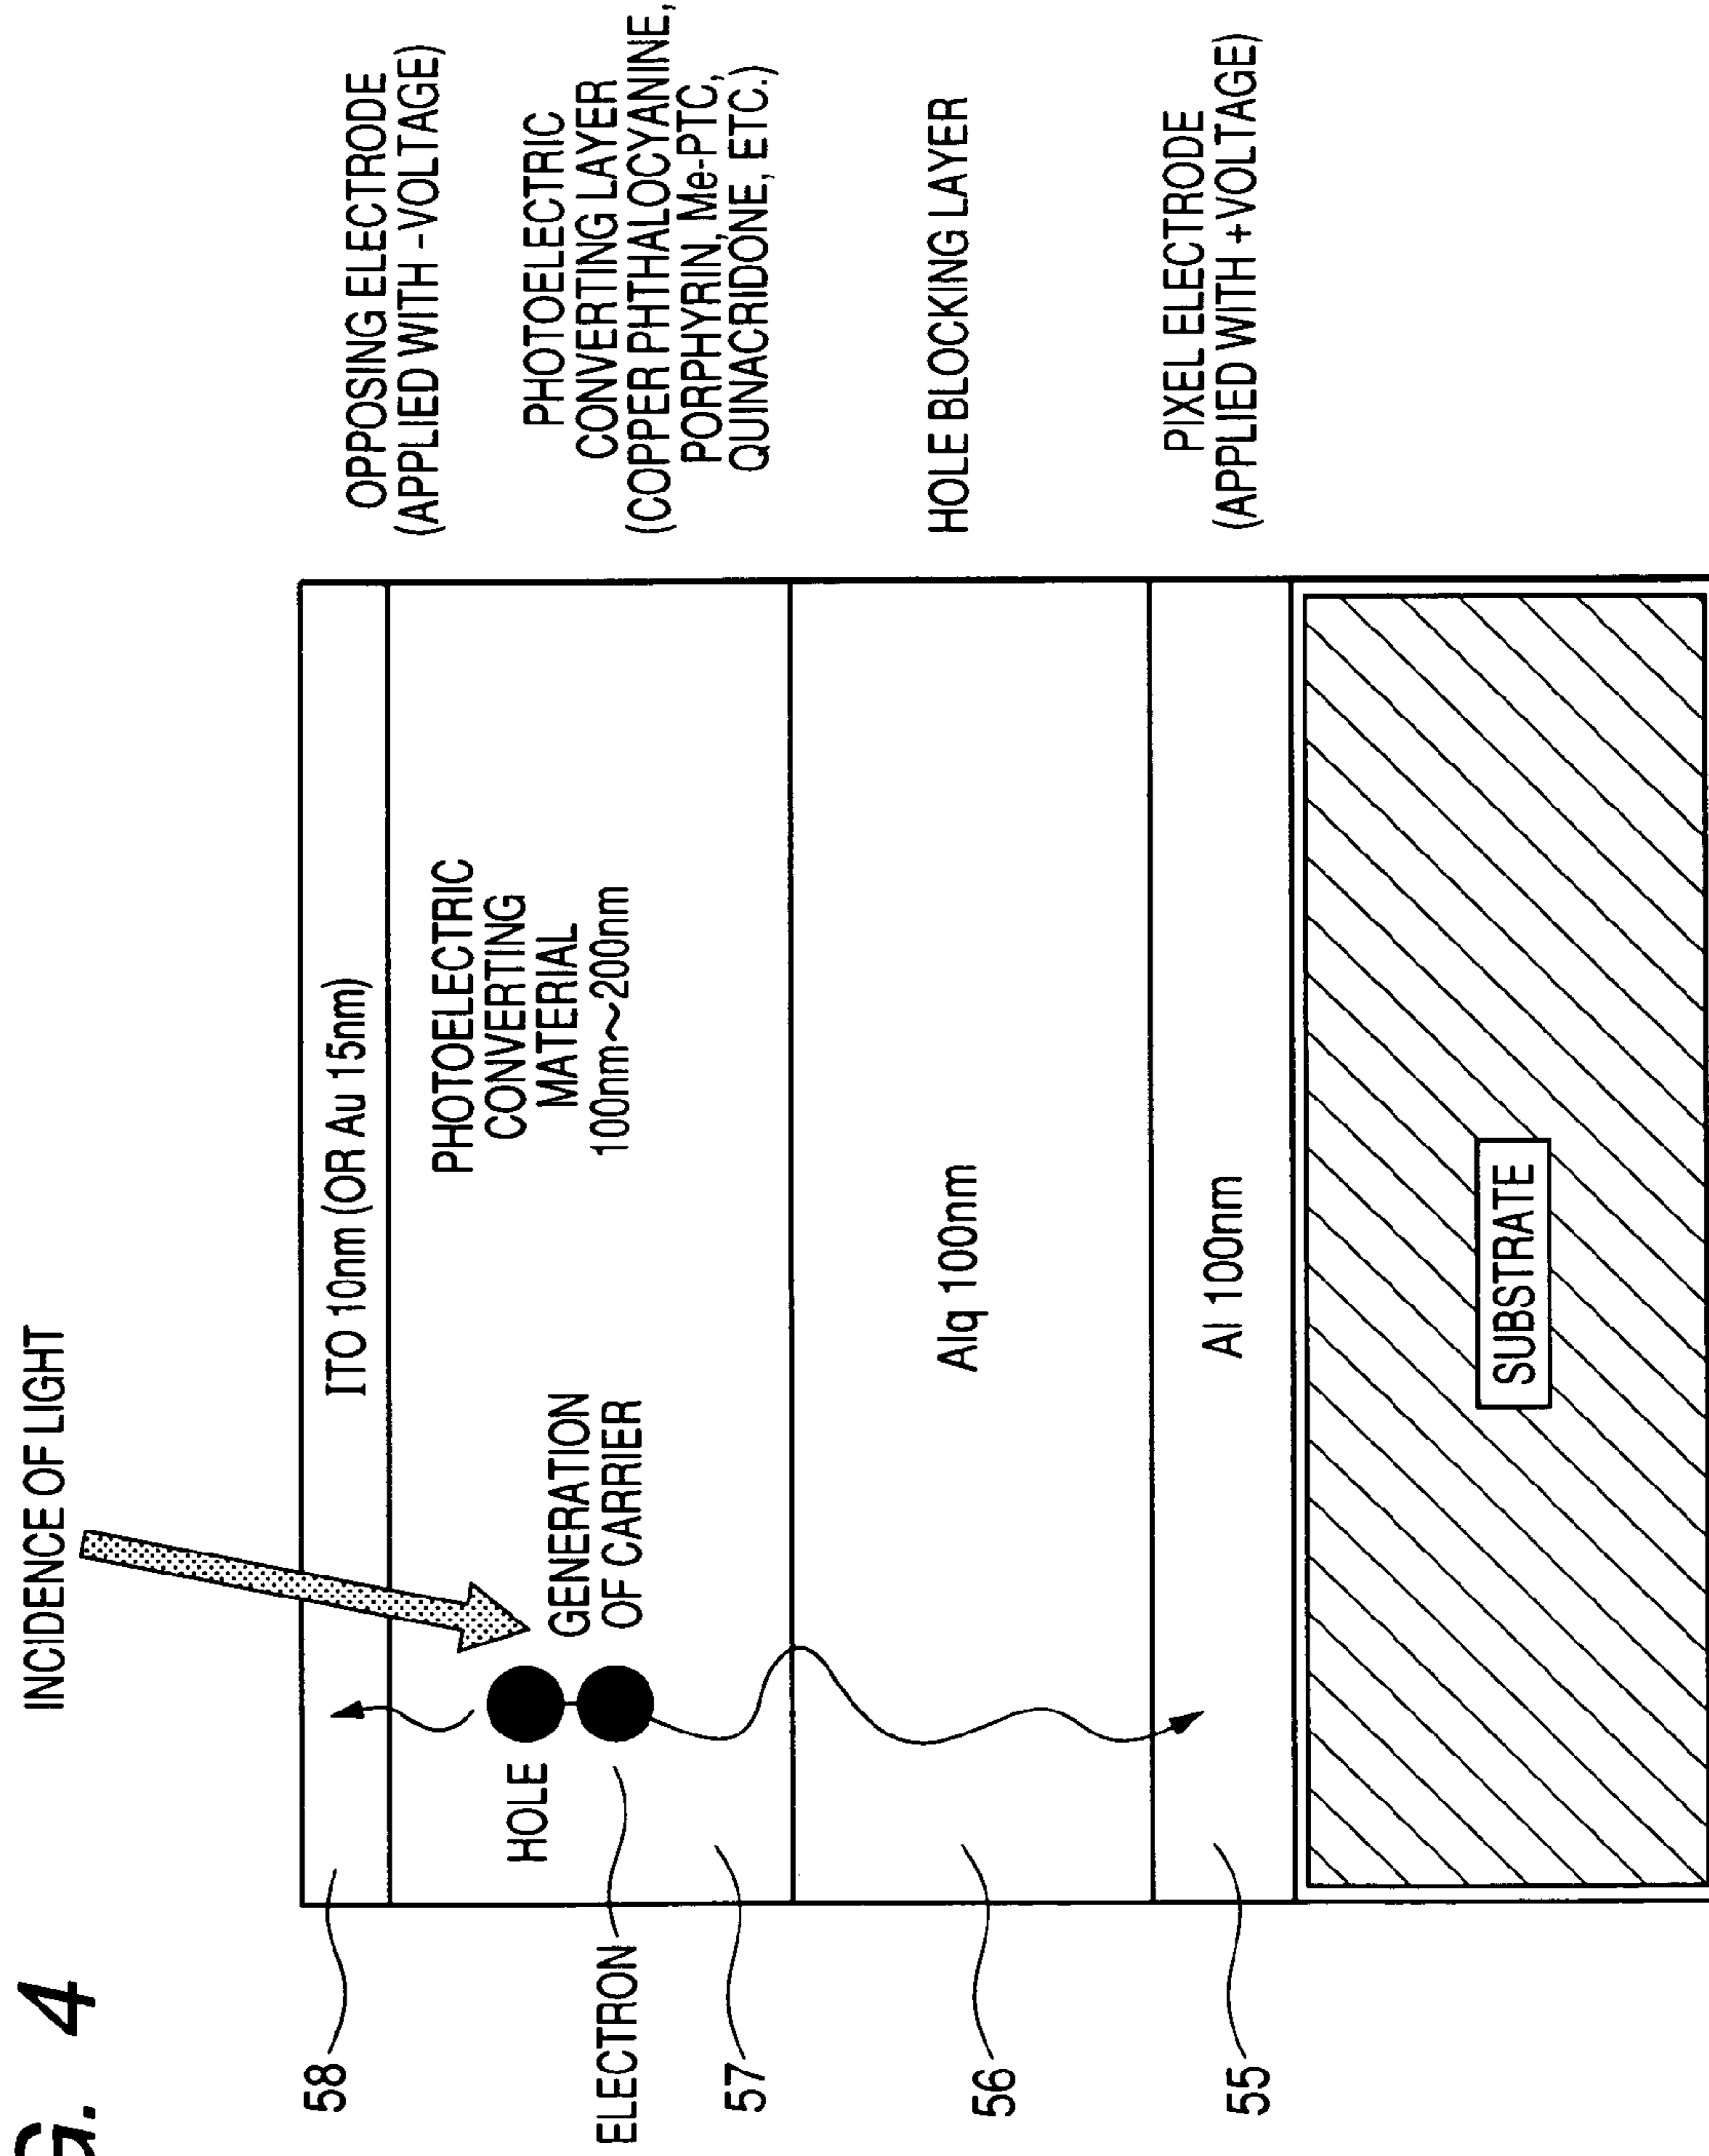 G. 4
INCIDENCE OF LIGHT
58
ITO 10nm (OR Au 15nm)
OPPOSING ELECTRODE
(APPLIED WITH -VOLTAGE)
HOLE
ELECTRON
GENERATION
OF CARRIER
PHOTOELECTRIC
CONVERTING
MATERIAL
100nm~200nm
57
PHOTOELECTRIC
CONVERTING LAYER
(COPPER PHTHALOCYANINE,
PORPHYRIN, Me-PTC,
QUINACRIDONE, ETC.)
56
Alq 100nm
HOLE BLOCKING LAYER
55
Al 100nm
PIXEL ELECTRODE
(APPLIED WITH +VOLTAGE)
SUBSTRATE